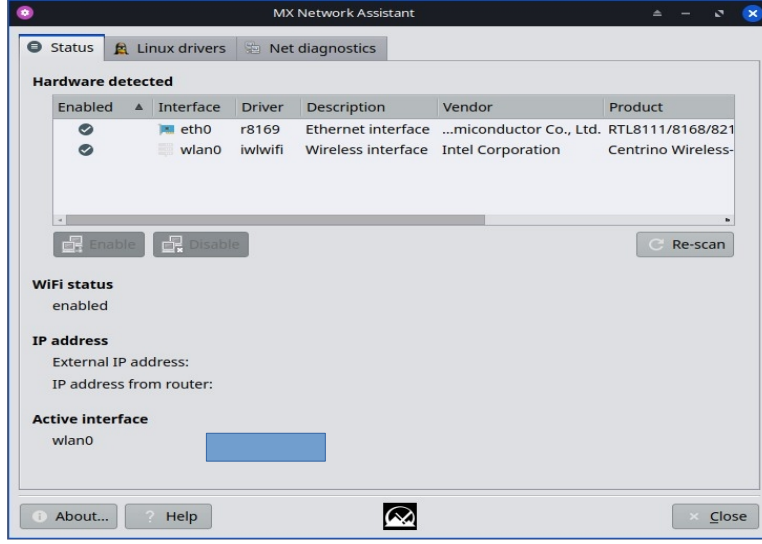 MX Network Assistant
Status Linux drivers Net diagnostics
Hardware detected
Enabled Interface Driver Description Vendor Product
eth0 r8169 Ethernet interface ...miconductor Co., Ltd. RTL8111/8168/821
wlan0 iwlwifi Wireless interface Intel Corporation Centrino Wireless-
Enable Disable Re-scan
WiFi status
enabled
IP address
External IP address:
IP address from router:
Active interface
wlan0
About... ? Help Close